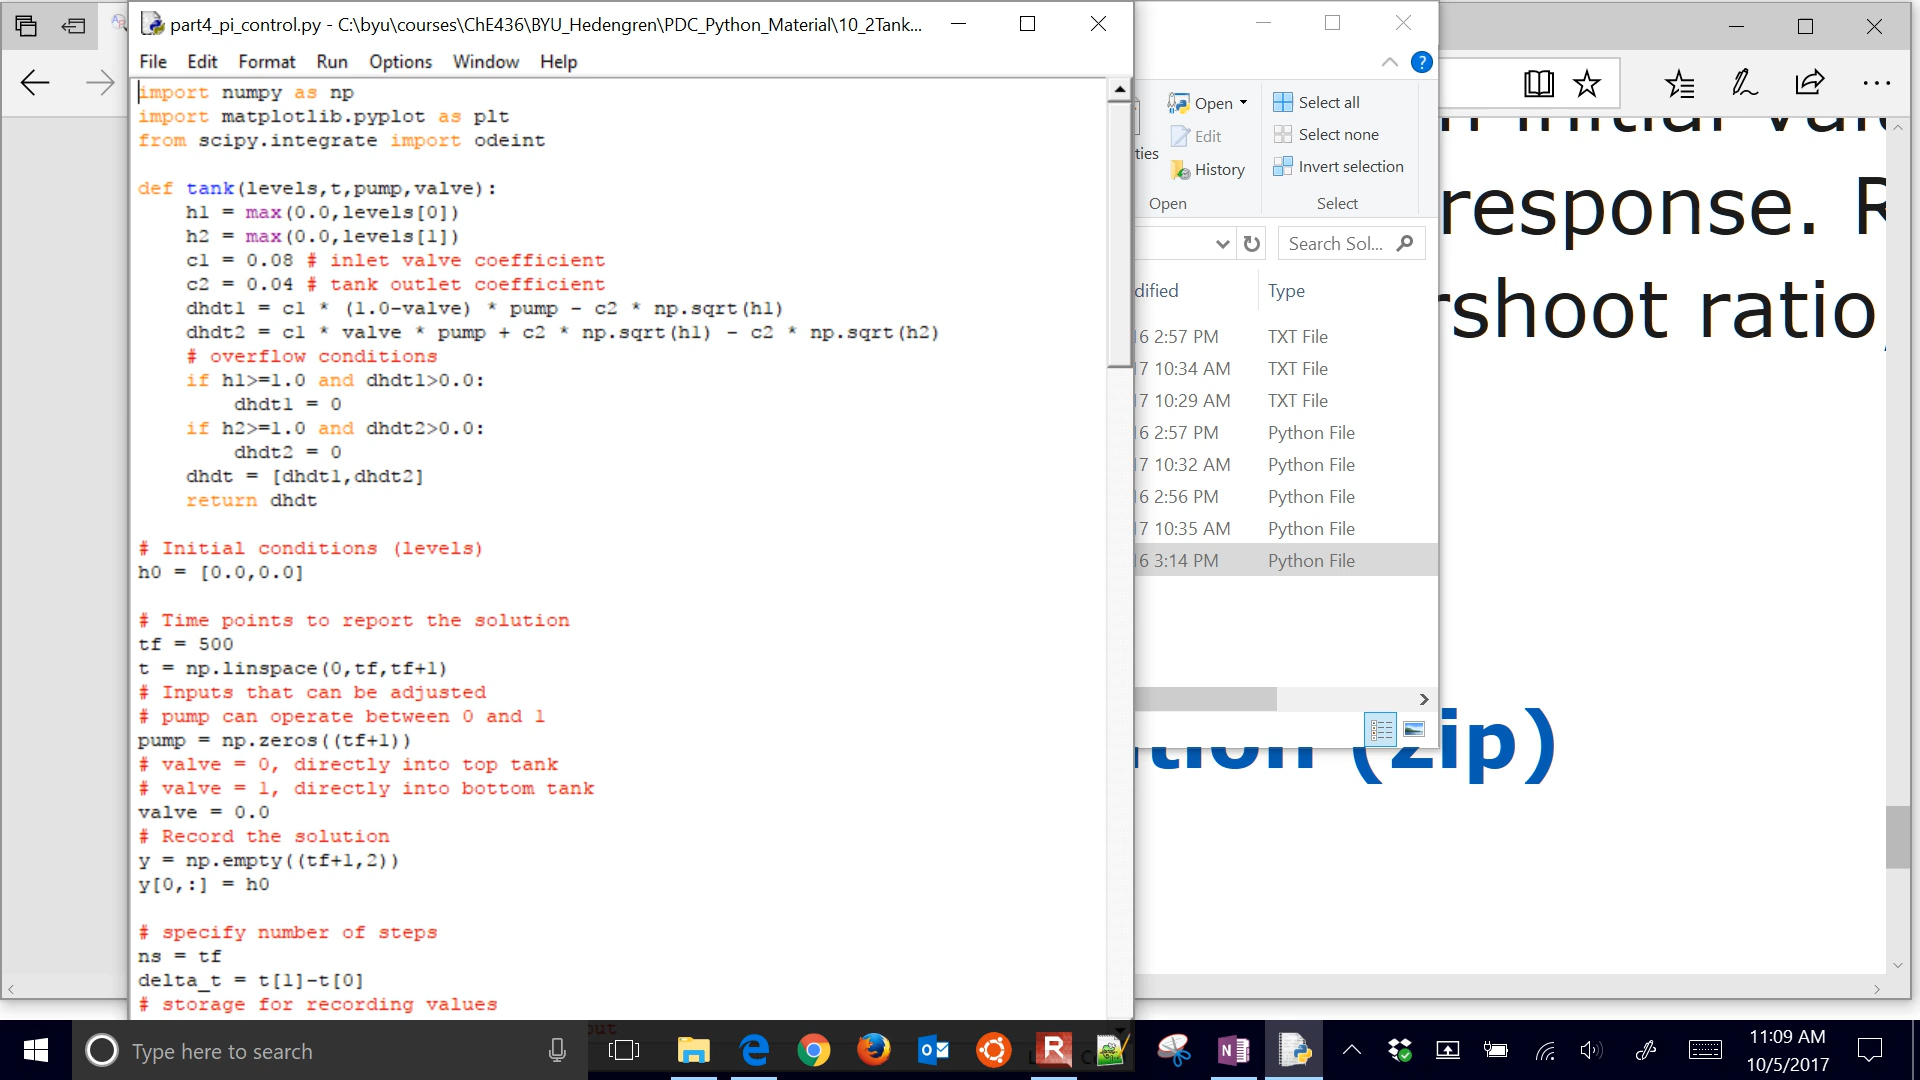 part4_pi_control.py - C:\byu\courses\ChE436\BYU_Hedengren\PDC_Python_Material\10_2Tank...
File Edit Format Run Options Window Help
import numpy as np
import matplotlib.pyplot as plt
from scipy.integrate import odeint
def tank(levels,t,pump,valve):
    h1 = max(0.0,levels[0])
    h2 = max(0.0,levels[1])
    c1 = 0.08 # inlet valve coefficient
    c2 = 0.04 # tank outlet coefficient
    dhdt1 = c1 * (1.0-valve) * pump - c2 * np.sqrt(h1)
    dhdt2 = c1 * valve * pump + c2 * np.sqrt(h1) - c2 * np.sqrt(h2)
    # overflow conditions
    if h1>=1.0 and dhdt1>0.0:
        dhdt1 = 0
    if h2>=1.0 and dhdt2>0.0:
        dhdt2 = 0
    dhdt = [dhdt1,dhdt2]
    return dhdt
# Initial conditions (levels)
h0 = [0.0,0.0]
# Time points to report the solution
tf = 500
t = np.linspace(0,tf,tf+1)
# Inputs that can be adjusted
# pump can operate between 0 and 1
pump = np.zeros((tf+1))
# valve = 0, directly into top tank
# valve = 1, directly into bottom tank
valve = 0.0
# Record the solution
y = np.empty((tf+1,2))
y[0,:] = h0
# specify number of steps
ns = tf
delta_t = t[1]-t[0]
# storage for recording values
ties
Open
Edit
History
Open
Select all
Select none
Invert selection
Select
Search Sol...
dified Type
6 2:57 PM TXT File
7 10:34 AM TXT File
7 10:29 AM TXT File
6 2:57 PM Python File
7 10:32 AM Python File
6 2:56 PM Python File
7 10:35 AM Python File
6 3:14 PM Python File
response. R
rshoot ratio,
tion (zip)
Type here to search
11:09 AM
10/5/2017